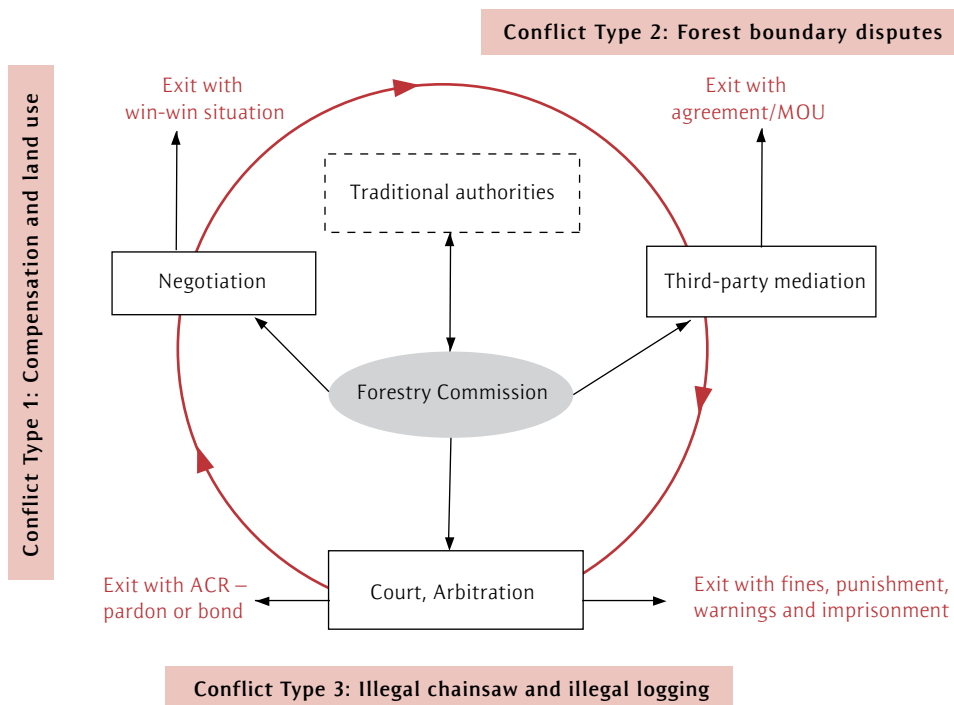 Conflict Type 2: Forest boundary disputes
Conflict Type 1: Compensation and land use
Exit with
win-win situation
Exit with
agreement/MOU
Traditional authorities
Negotiation
Third-party mediation
Forestry Commission
Court, Arbitration
Exit with ACR –
pardon or bond
Exit with fines, punishment,
warnings and imprisonment
Conflict Type 3: Illegal chainsaw and illegal logging